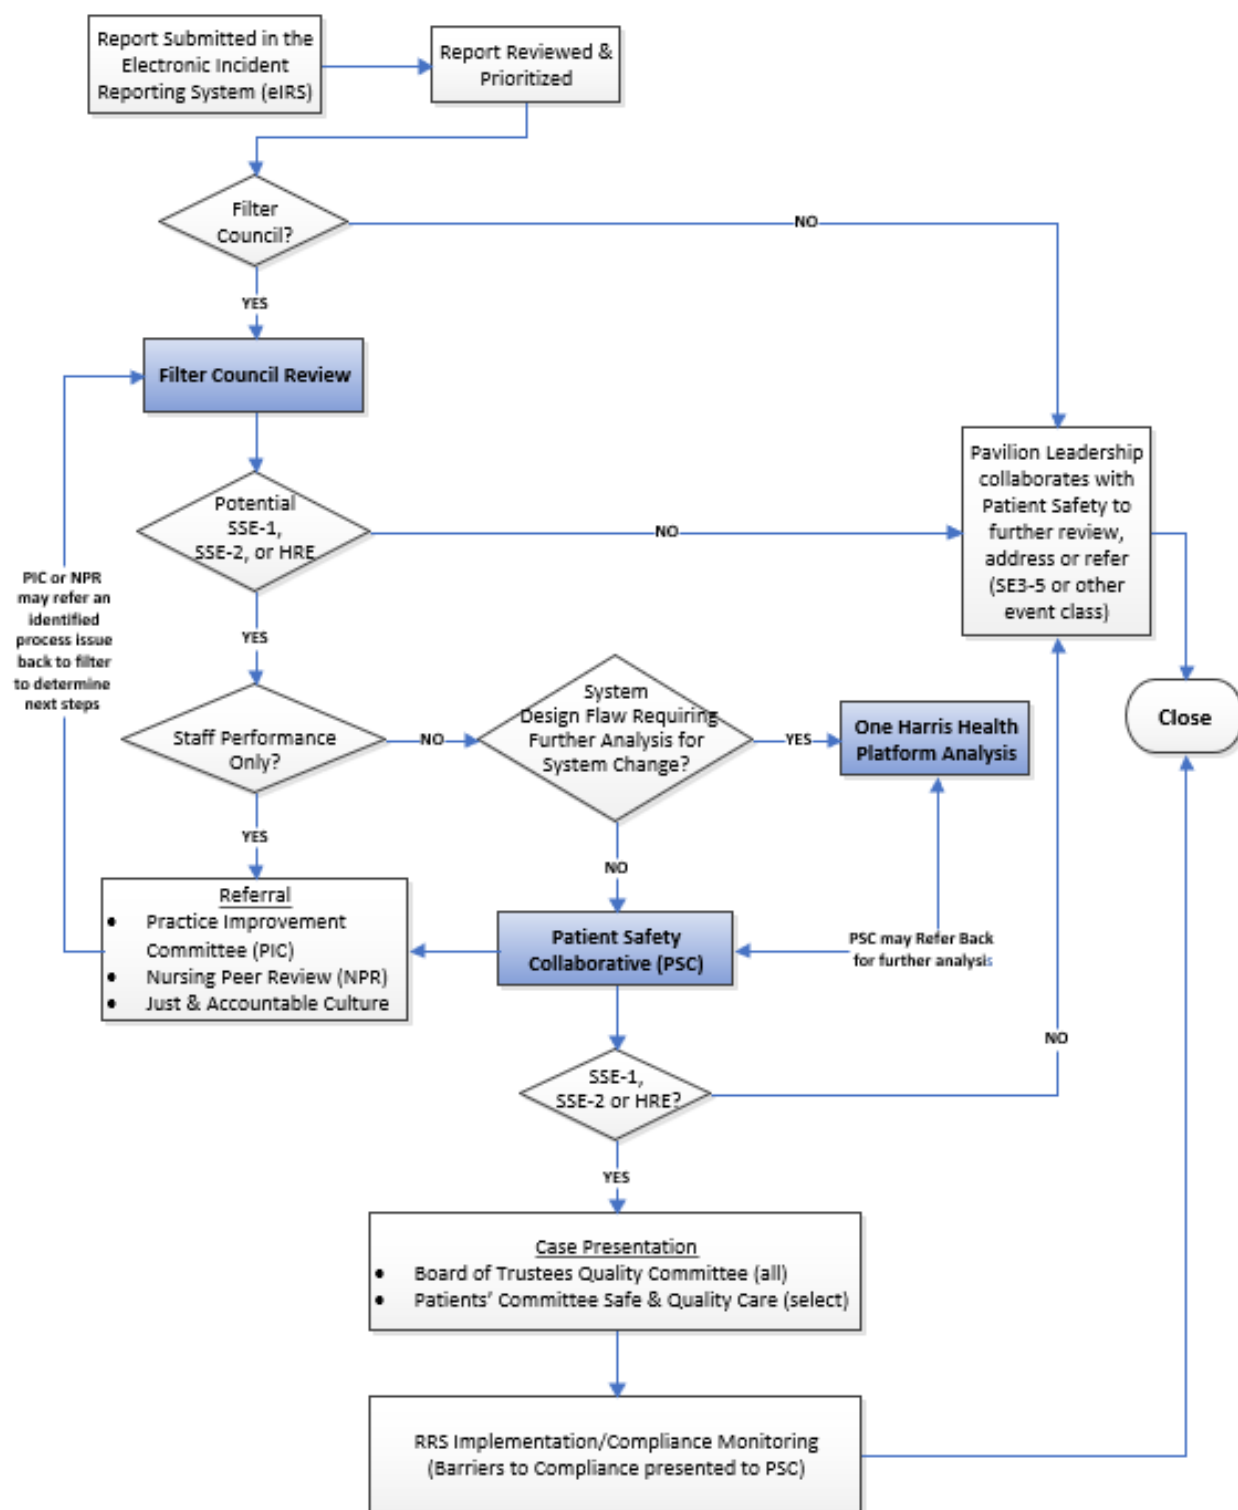 Report Submitted in the
Electronic Incident
Reporting System (eIRS)
Report Reviewed &
Prioritized
Filter
Council?
NO
YES
Filter Council Review
Potential
SSE-1,
SSE-2, or HRE
NO
Pavilion Leadership
collaborates with
Patient Safety to
further review,
address or refer
(SE3-5 or other
event class)
PIC or NPR
may refer an
identified
process issue
back to filter
to determine
next steps
YES
Staff Performance
Only?
NO
System
Design Flaw Requiring
Further Analysis for
System Change?
YES
One Harris Health
Platform Analysis
Close
YES
NO
Referral
• Practice Improvement
Committee (PIC)
• Nursing Peer Review (NPR)
• Just & Accountable Culture
Patient Safety
Collaborative (PSC)
PSC may Refer Back
for further analysis
NO
SSE-1,
SSE-2 or HRE?
YES
Case Presentation
• Board of Trustees Quality Committee (all)
• Patients' Committee Safe & Quality Care (select)
RRS Implementation/Compliance Monitoring
(Barriers to Compliance presented to PSC)